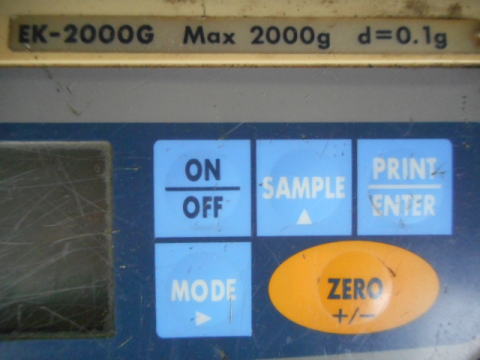 EK-2000G Max 2000g d=0.1g
ON
OFF
SAMPLE
▲
PRINT
ENTER
MODE
►
ZERO
+/−